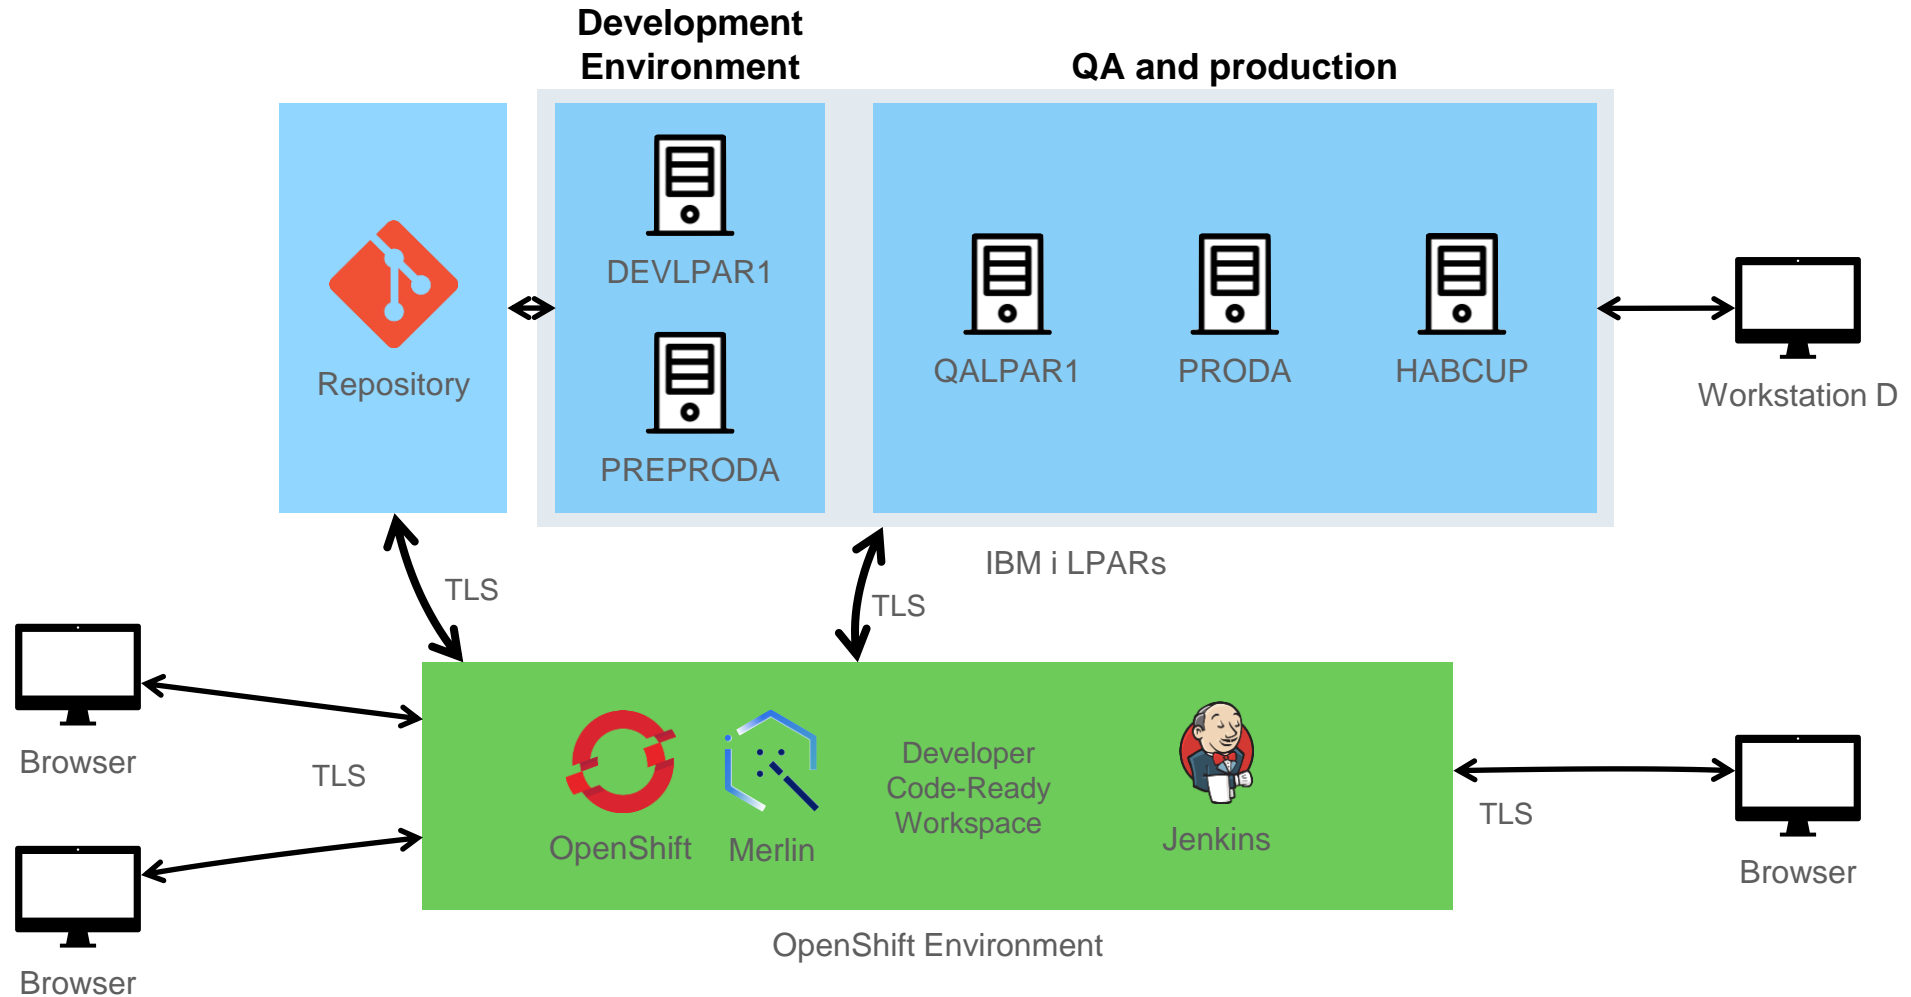 Development
Environment
QA and production
DEVLPAR1
PREPRODA
Repository
QALPAR1
PRODA
HABCUP
Workstation D
IBM i LPARs
TLS
TLS
Browser
TLS
Browser
OpenShift
Merlin
Developer
Code-Ready
Workspace
Jenkins
TLS
Browser
OpenShift Environment